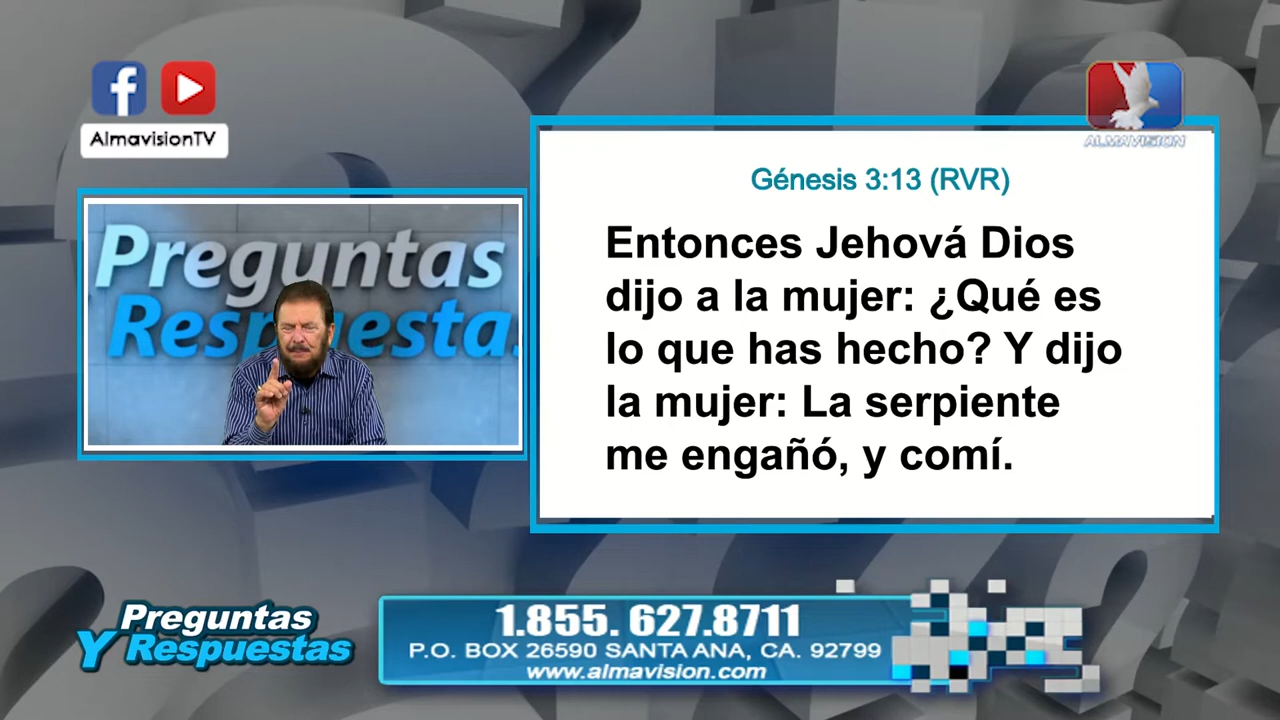 AlmavisionTV
ALMAVISION
Génesis 3:13 (RVR)
Entonces Jehová Dios
dijo a la mujer: ¿Qué es
lo que has hecho? Y dijo
la mujer: La serpiente
me engañó, y comí.
Preguntas
Respuesta
Preguntas
Y Respuestas
1.855. 627.8711
P.O. BOX 26590 SANTA ANA, CA. 92799
www.almavision.com